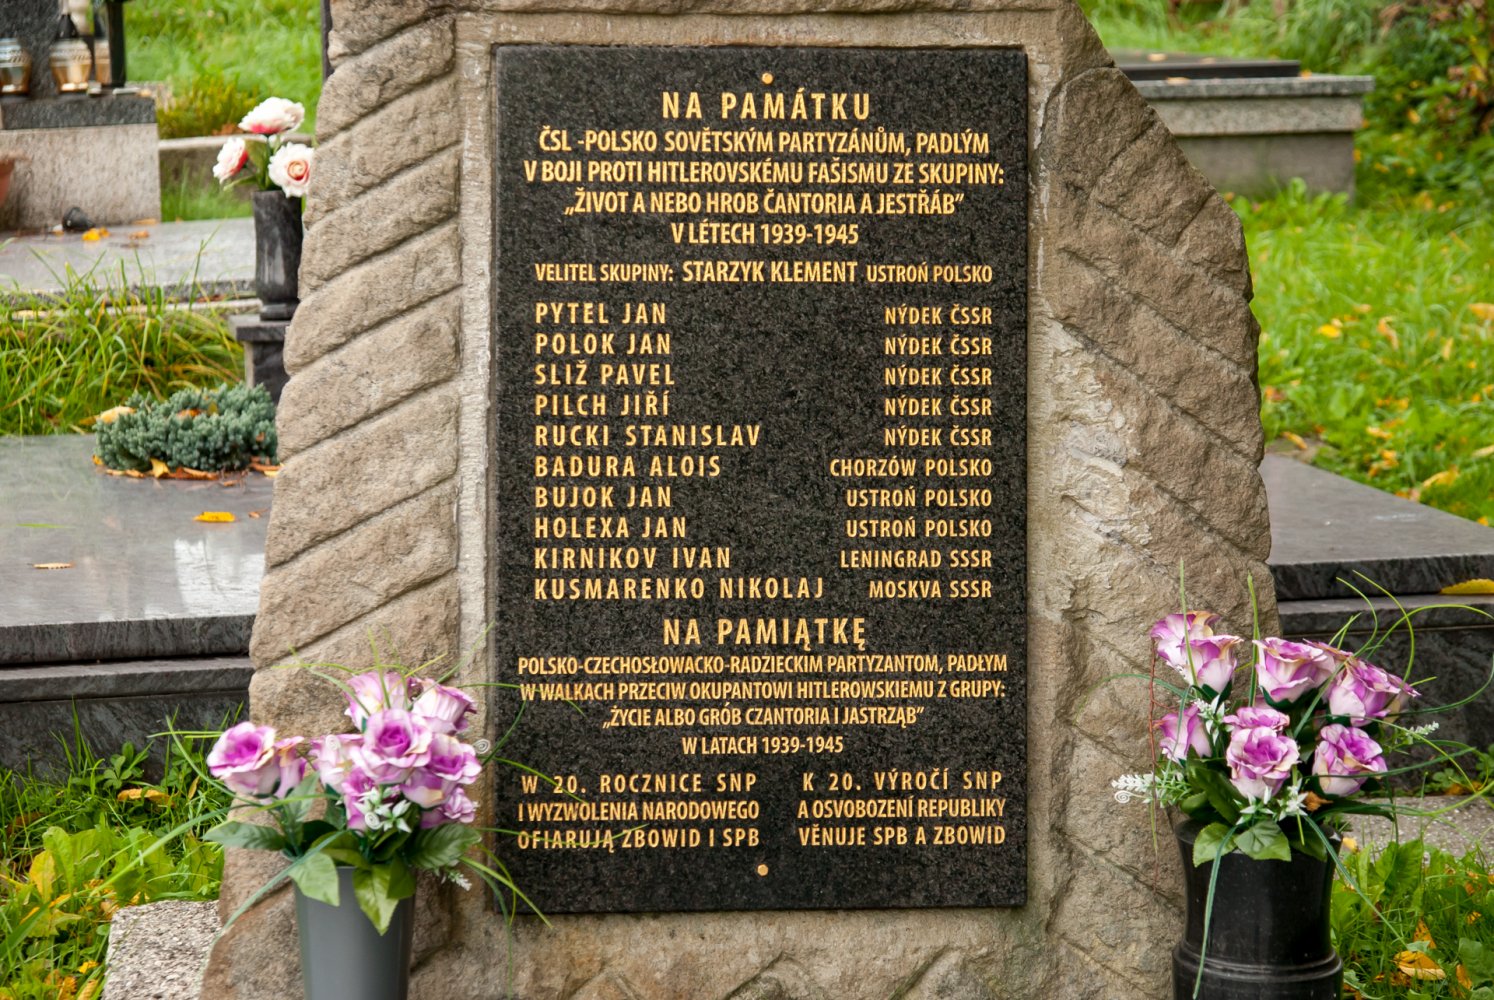 NA PAMÁTKU
ČSL -POLSKO SOVĚTSKÝM PARTYZÁNŮM, PADLÝM
V BOJI PROTI HITLEROVSKÉMU FAŠISMU ZE SKUPINY:
„ŽIVOT A NEBO HROB ČANTORIA A JESTŘÁB”
V LÉTECH 1939-1945
VELITEL SKUPINY: STARZYK KLEMENT USTROŇ POLSKO
PYTEL JAN NÝDEK ČSSR
POLOK JAN NÝDEK ČSSR
SLIŽ PAVEL NÝDEK ČSSR
PILCH JIŘÍ NÝDEK ČSSR
RUCKI STANISLAV NÝDEK ČSSR
BADURA ALOIS CHORZÓW POLSKO
BUJOK JAN USTROŇ POLSKO
HOLEXA JAN USTROŇ POLSKO
KIRNIKOV IVAN LENINGRAD SSSR
KUSMARENKO NIKOLAJ MOSKVA SSSR
NA PAMIĄTKĘ
POLSKO-CZECHOSŁOWACKO-RADZIECKIM PARTYZANTOM, PADŁYM
W WALKACH PRZECIW OKUPANTOWI HITLEROWSKIEMU Z GRUPY:
„ŻYCIE ALBO GRÓB CZANTORIA I JASTRZĄB”
W LATACH 1939-1945
W 20. ROCZNICE SNP
I WYZWOLENIA NARODOWEGO
OFIARUJĄ ZBOWID I SPB
K 20. VÝROČÍ SNP
A OSVOBOZENÍ REPUBLIKY
VĚNUJE SPB A ZBOWID